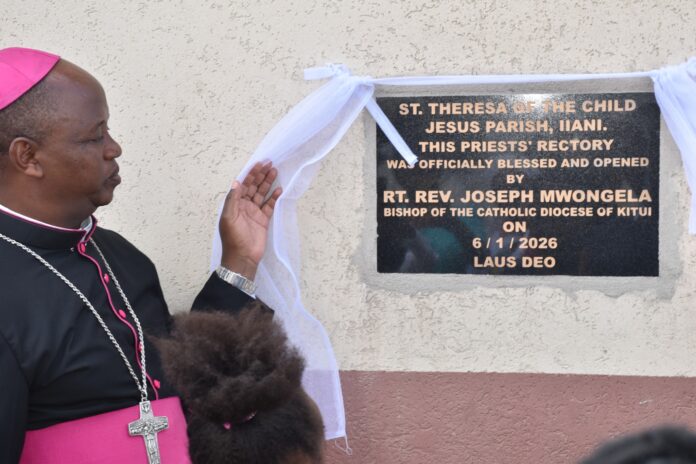 ST. THERESA OF THE CHILD
JESUS PARISH, IIANI.
THIS PRIESTS' RECTORY
WAS OFFICIALLY BLESSED AND OPENED
BY
RT. REV. JOSEPH MWONGELA
BISHOP OF THE CATHOLIC DIOCESE OF KITUI
ON
6 / 1 / 2026
LAUS DEO